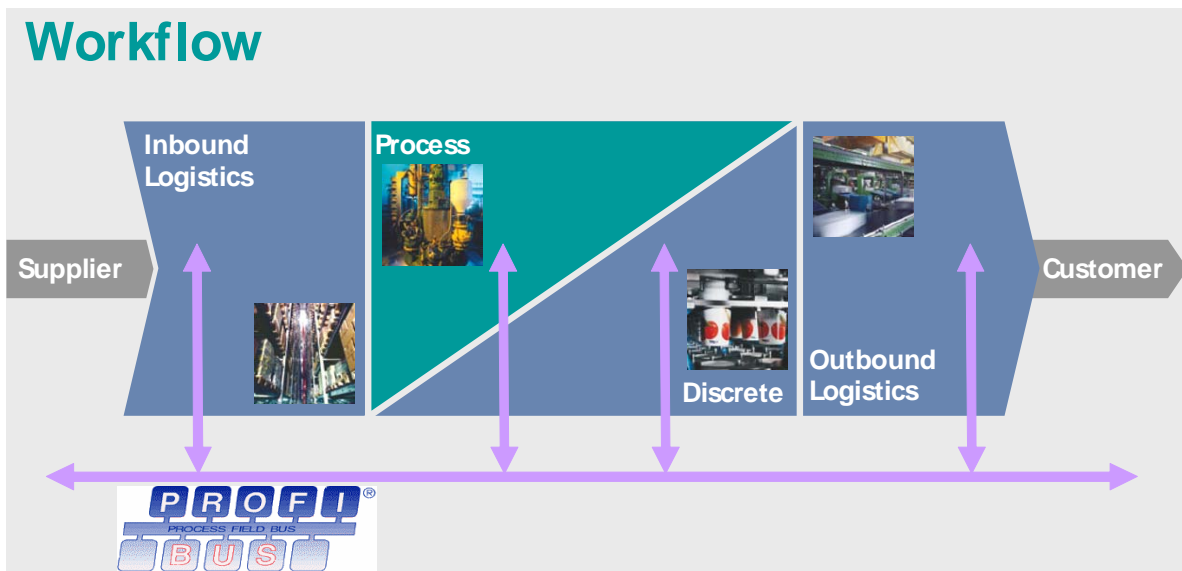 Workflow
Inbound
Logistics
Process
Supplier
Customer
Discrete
Outbound
Logistics
PROFI®
PROCESS FIELD BUS
BUS